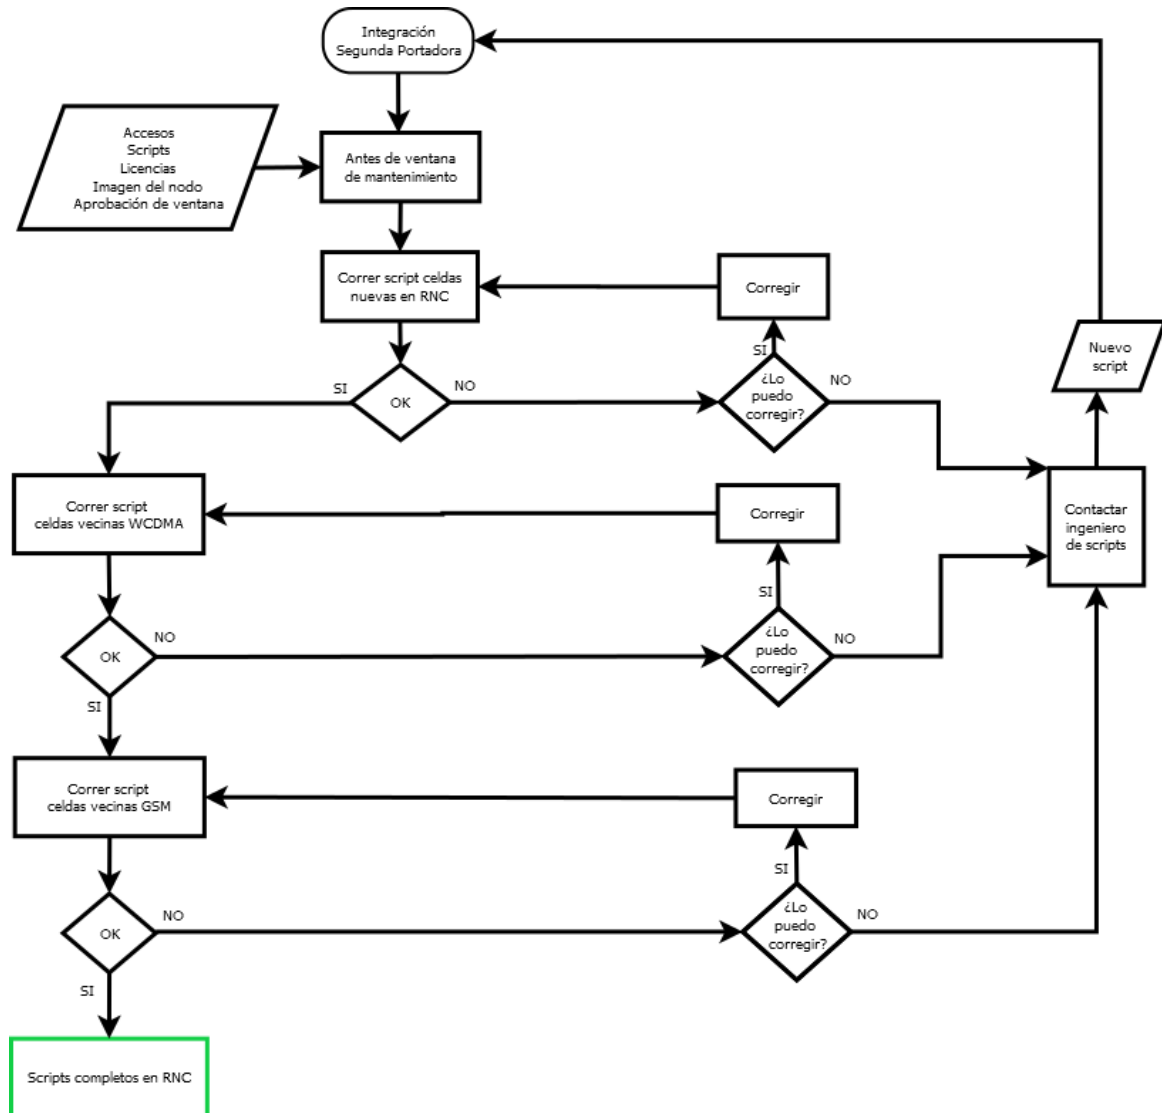 Integración
Segunda Portadora
Accesos
Scripts
Licencias
Imagen del nodo
Aprobación de ventana
Antes de ventana
de mantenimiento
Correr script celdas
nuevas en RNC
Corregir
Nuevo
script
SI
OK
NO
SI
¿Lo
puedo
corregir?
NO
Correr script
celdas vecinas WCDMA
Corregir
Contactar
ingeniero
de scripts
OK
NO
SI
¿Lo
puedo
corregir?
NO
SI
Correr script
celdas vecinas GSM
Corregir
OK
NO
SI
¿Lo
puedo
corregir?
NO
SI
Scripts completos en RNC